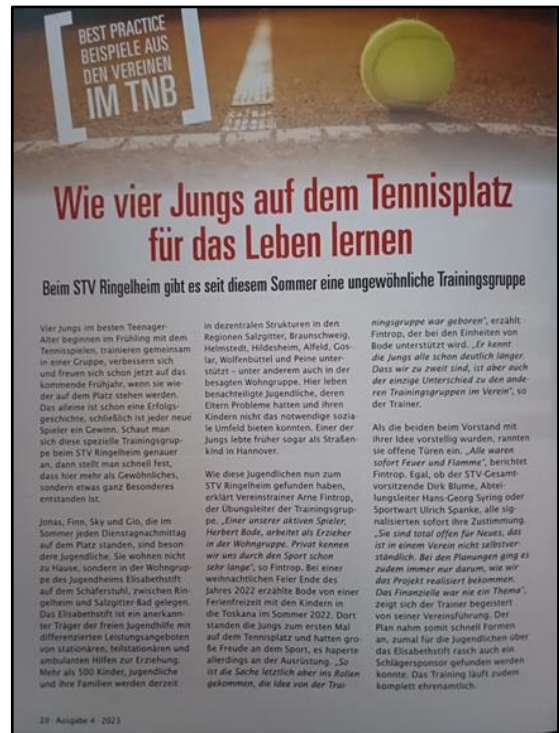 BEST PRACTICE
BEISPIELE AUS
DEN VEREINEN
IM TNB
Wie vier Jungs auf dem Tennisplatz
für das Leben lernen
Beim STV Ringelheim gibt es seit diesem Sommer eine ungewöhnliche Trainingsgruppe
Vier Jungs im besten Teenager-
Alter beginnen im Frühling mit dem
Tennisspielen, trainieren gemeinsam
in einer Gruppe, verbessern sich
und freuen sich schon jetzt auf das
kommende Frühjahr, wenn sie wie-
der auf dem Platz stehen werden.
Das alleine ist schon eine Erfolgs-
geschichte, schließlich ist jeder neue
Spieler ein Gewinn. Schaut man
sich diese spezielle Trainingsgrup-
pe beim STV Ringelheim genauer
an, dann stellt man schnell fest,
dass hier mehr als Gewöhnliches,
sondern etwas ganz Besonderes
entstanden ist.
Jonas, Finn, Sky und Gio, die im
Sommer jeden Dienstagnachmittag
auf dem Platz standen, sind beson-
dere Jugendliche. Sie wohnen nicht
zu Hause, sondern in der Wohngrup-
pe des Jugendheims Elisabethstift
auf dem Schäferstuhl, zwischen Rin-
gelheim und Salzgitter-Bad gelegen.
Das Elisabethstift ist ein anerkann-
ter Träger der freien Jugendhilfe mit
differenzierten Leistungsangeboten
von stationären, teilstationären und
ambulanten Hilfen zur Erziehung.
Mehr als 500 Kinder, Jugendliche
und ihre Familien werden derzeit
in dezentralen Strukturen in den
Regionen Salzgitter, Braunschweig,
Helmstedt, Hildesheim, Alfeld, Gos-
lar, Wolfenbüttel und Peine unter-
stützt – unter anderem auch in der
besagten Wohngruppe. Hier leben
benachteiligte Jugendliche, deren
Eltern Probleme hatten und ihren
Kindern nicht das notwendige sozia-
le Umfeld bieten konnten. Einer der
Jungs lebte früher sogar als Straßen-
kind in Hannover.
Wie diese Jugendlichen nun zum
STV Ringelheim gefunden haben,
erklärt Vereinstrainer Arne Fintrop,
der Übungsleiter der Trainingsgrup-
pe. „Einer unserer aktiven Spieler,
Herbert Bode, arbeitet als Erzieher
in der Wohngruppe. Privat kennen
wir uns durch den Sport schon
sehr lange", so Fintrop. Bei einer
weihnachtlichen Feier Ende des
Jahres 2022 erzählte Bode von einer
Ferienfreizeit mit den Kindern in
die Toskana im Sommer 2022. Dort
standen die Jungs zum ersten Mal
auf dem Tennisplatz und hatten gro-
ße Freude an dem Sport, es haperte
allerdings an der Ausrüstung. „So
ist die Sache letztlich aber ins Rollen
gekommen, die Idee von der Trai-
ningsgruppe war geboren", erzählt
Fintrop, der bei den Einheiten von
Bode unterstützt wird. „Er kennt
die Jungs alle schon deutlich länger.
Dass wir zu zweit sind, ist aber auch
der einzige Unterschied zu den ande-
ren Trainingsgruppen im Verein", so
der Trainer.
Als die beiden beim Vorstand mit
ihrer Idee vorstellig wurden, rannten
sie offene Türen ein. „Alle waren
sofort Feuer und Flamme", berichtet
Fintrop. Egal, ob der STV-Gesamt-
vorsitzende Dirk Blume, Abtei-
lungsleiter Hans-Georg Syring oder
Sportwart Ulrich Spanke, alle sig-
nalisierten sofort ihre Zustimmung.
„Sie sind total offen für Neues, das
ist in einem Verein nicht selbstver-
ständlich. Bei den Planungen ging es
zudem immer nur darum, wie wir
das Projekt realisiert bekommen.
Das Finanzielle war nie ein Thema",
zeigt sich der Trainer begeistert
von seiner Vereinsführung. Der
Plan nahm somit schnell Formen
an, zumal für die Jugendlichen über
das Elisabethstift rasch auch ein
Schlägersponsor gefunden werden
konnte. Das Training läuft zudem
komplett ehrenamtlich.
20 - Ausgabe 4 - 2023